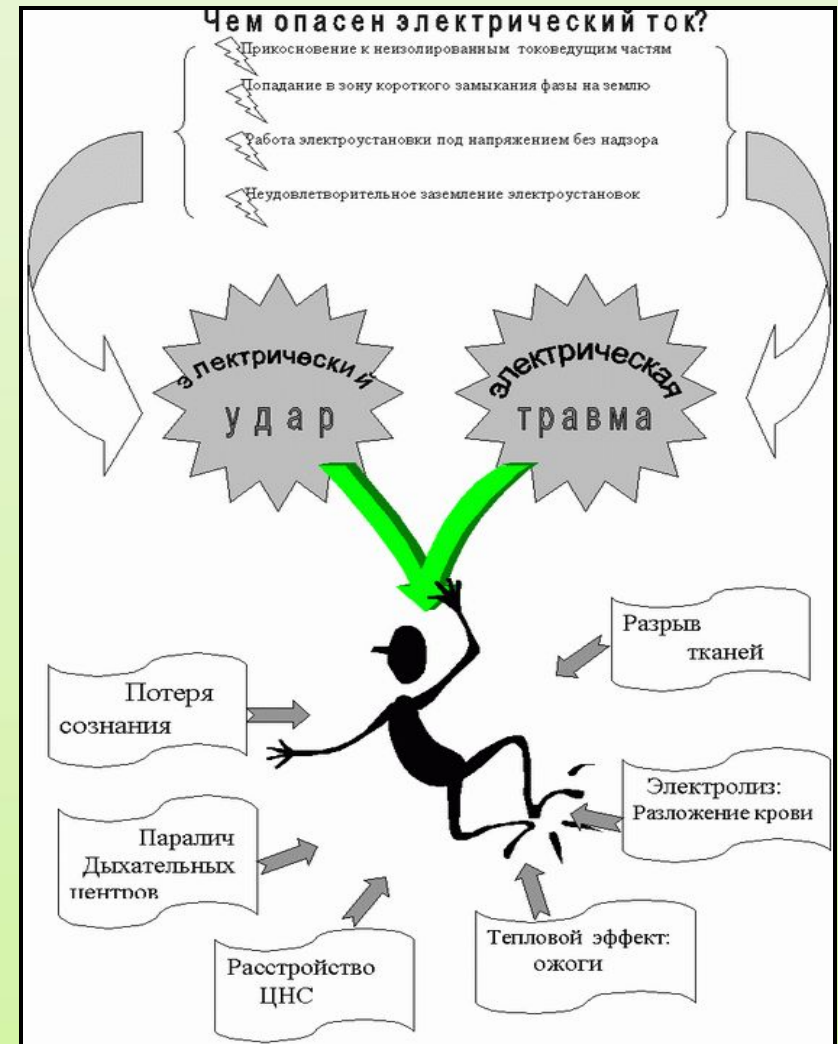 Чем опасен электрический ток?
Прикосновение к неизолированным токоведущим частям
Попадание в зону короткого замыкания фазы на землю
Работа электроустановки под напряжением без надзора
Неудовлетворительное заземление электроустановок
электрический
удар
электрическая
травма
Разрыв
тканей
Потеря
сознания
Электролиз:
Разложение крови
Паралич
Дыхательных
центров
Тепловой эффект:
ожоги
Расстройство
ЦНС